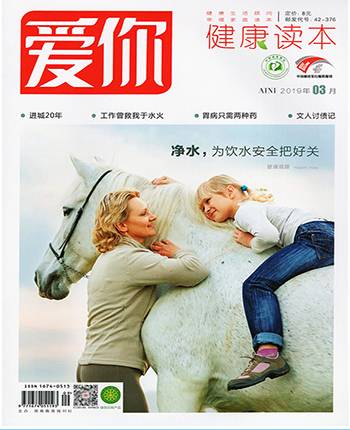 爱你
健康读本
健康生活顾问
定价:8元
幸福家庭读本
邮发代号:42-376
AINI 2019年 03 月
•进城20年
•工作曾救我于水火
•胃病只需两种药
•文人讨债记
净水,为饮水安全把好关
ISSN 1674-0513
9 771674 051193